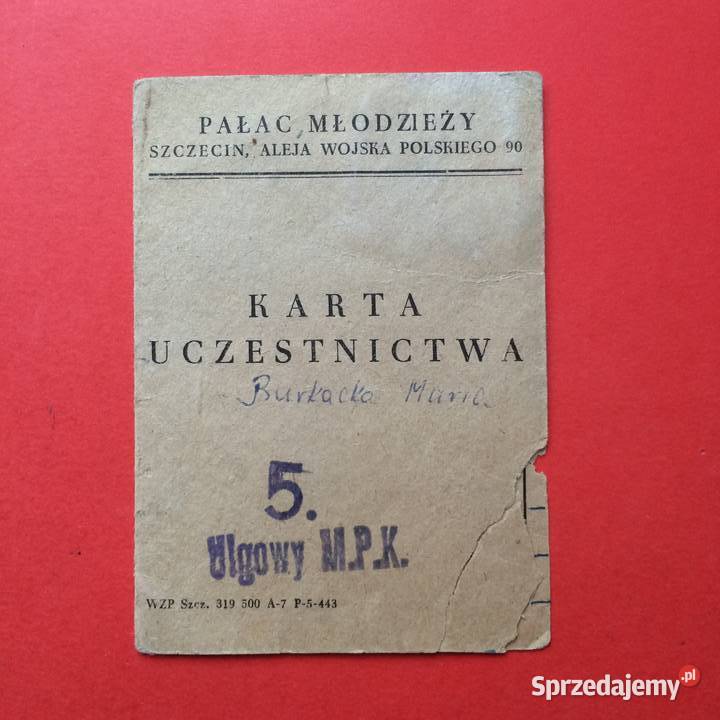 PAŁAC MŁODZIEŻY
SZCZECIN, ALEJA WOJSKA POLSKIEGO 90
KARTA
UCZESTNICTWA
Burkacka Maria
5.
Ulgowy M.P.K.
WZP Szcz. 319 500 A-7 P-5-443
Sprzedajemy.pl